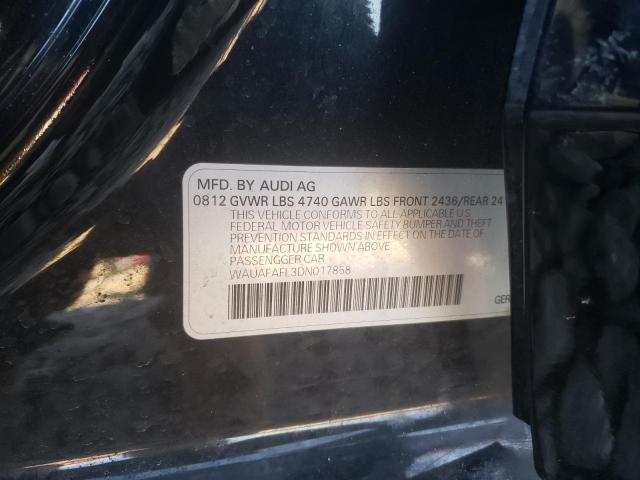 MFD. BY AUDI AG
0812 GVWR LBS 4740 GAWR LBS FRONT 2436/REAR 24
THIS VEHICLE CONFORMS TO ALL APPLICABLE U.S.
FEDERAL MOTOR VEHICLE SAFETY BUMPER AND THEFT
PREVENTION STANDARDS IN EFFECT ON THE DATE OF
MANUFACTURE SHOWN ABOVE.
PASSENGGER CAR
WAUAFAFL3DN017858
GER